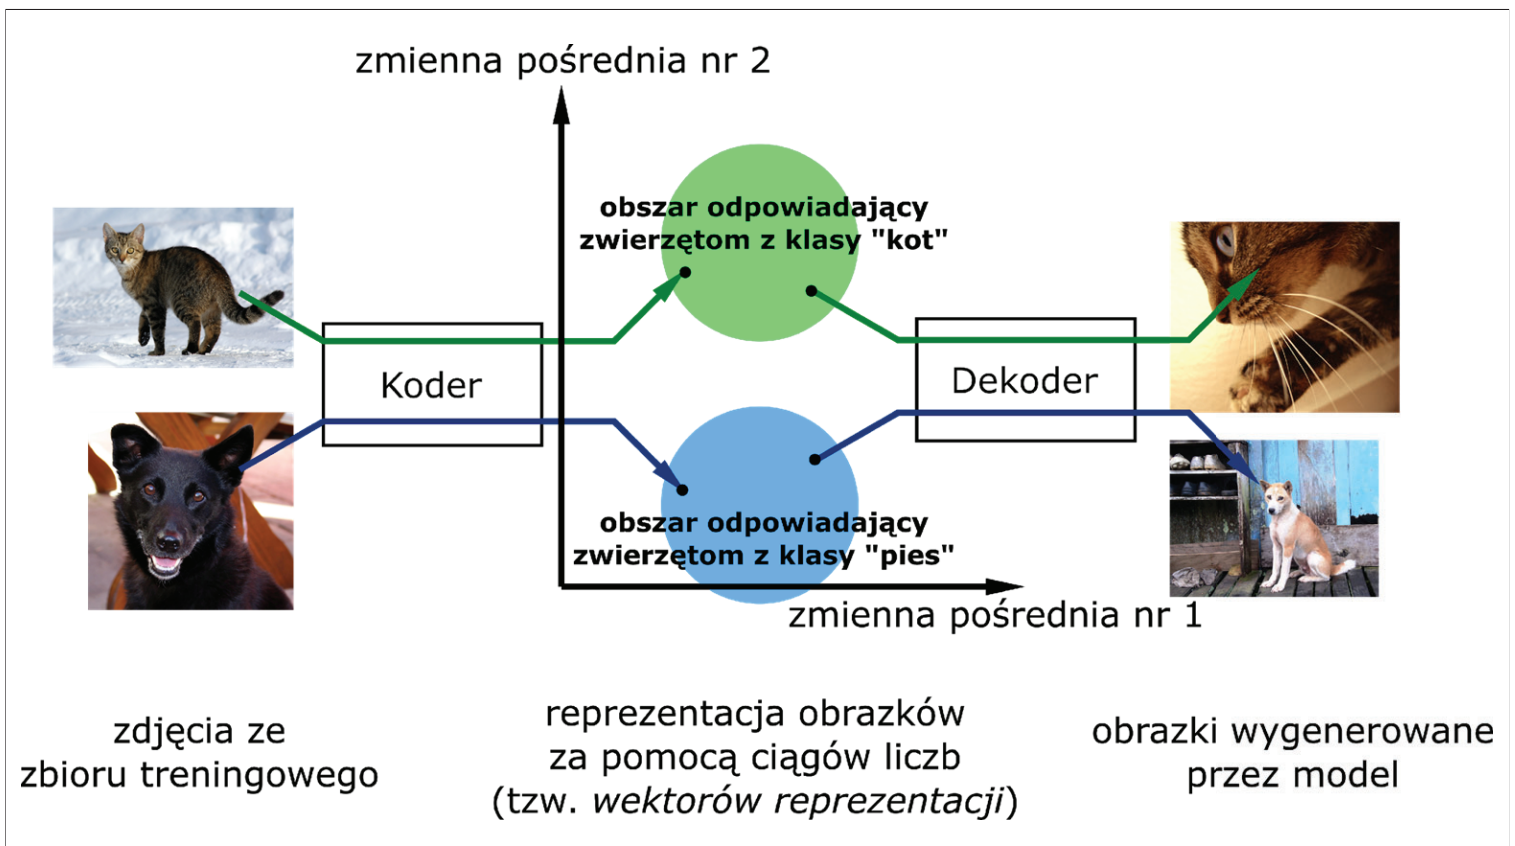 zmienna pośrednia nr 2
obszar odpowiadający
zwierzętom z klasy "kot"
Koder
Dekoder
obszar odpowiadający
zwierzętom z klasy "pies"
zmienna pośrednia nr 1
zdjęcia ze
zbioru treningowego
reprezentacja obrazków
za pomocą ciągów liczb
(tzw. wektorów reprezentacji)
obrazki wygenerowane
przez model